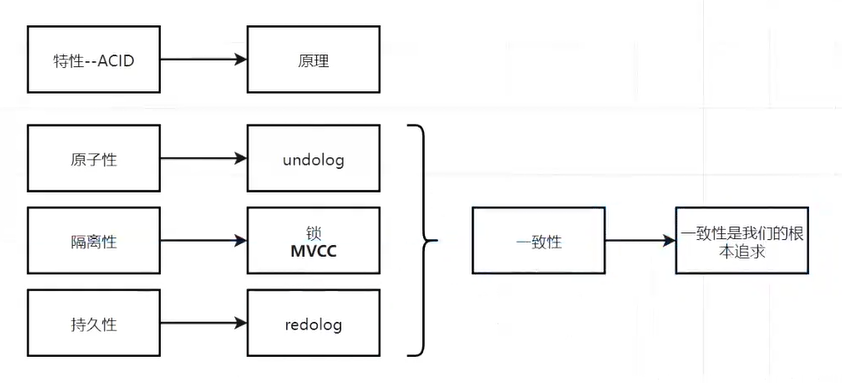 特性--ACID
原理
原子性
undolog
隔离性
锁
MVCC
持久性
redolog
一致性
一致性是我们的根
本追求